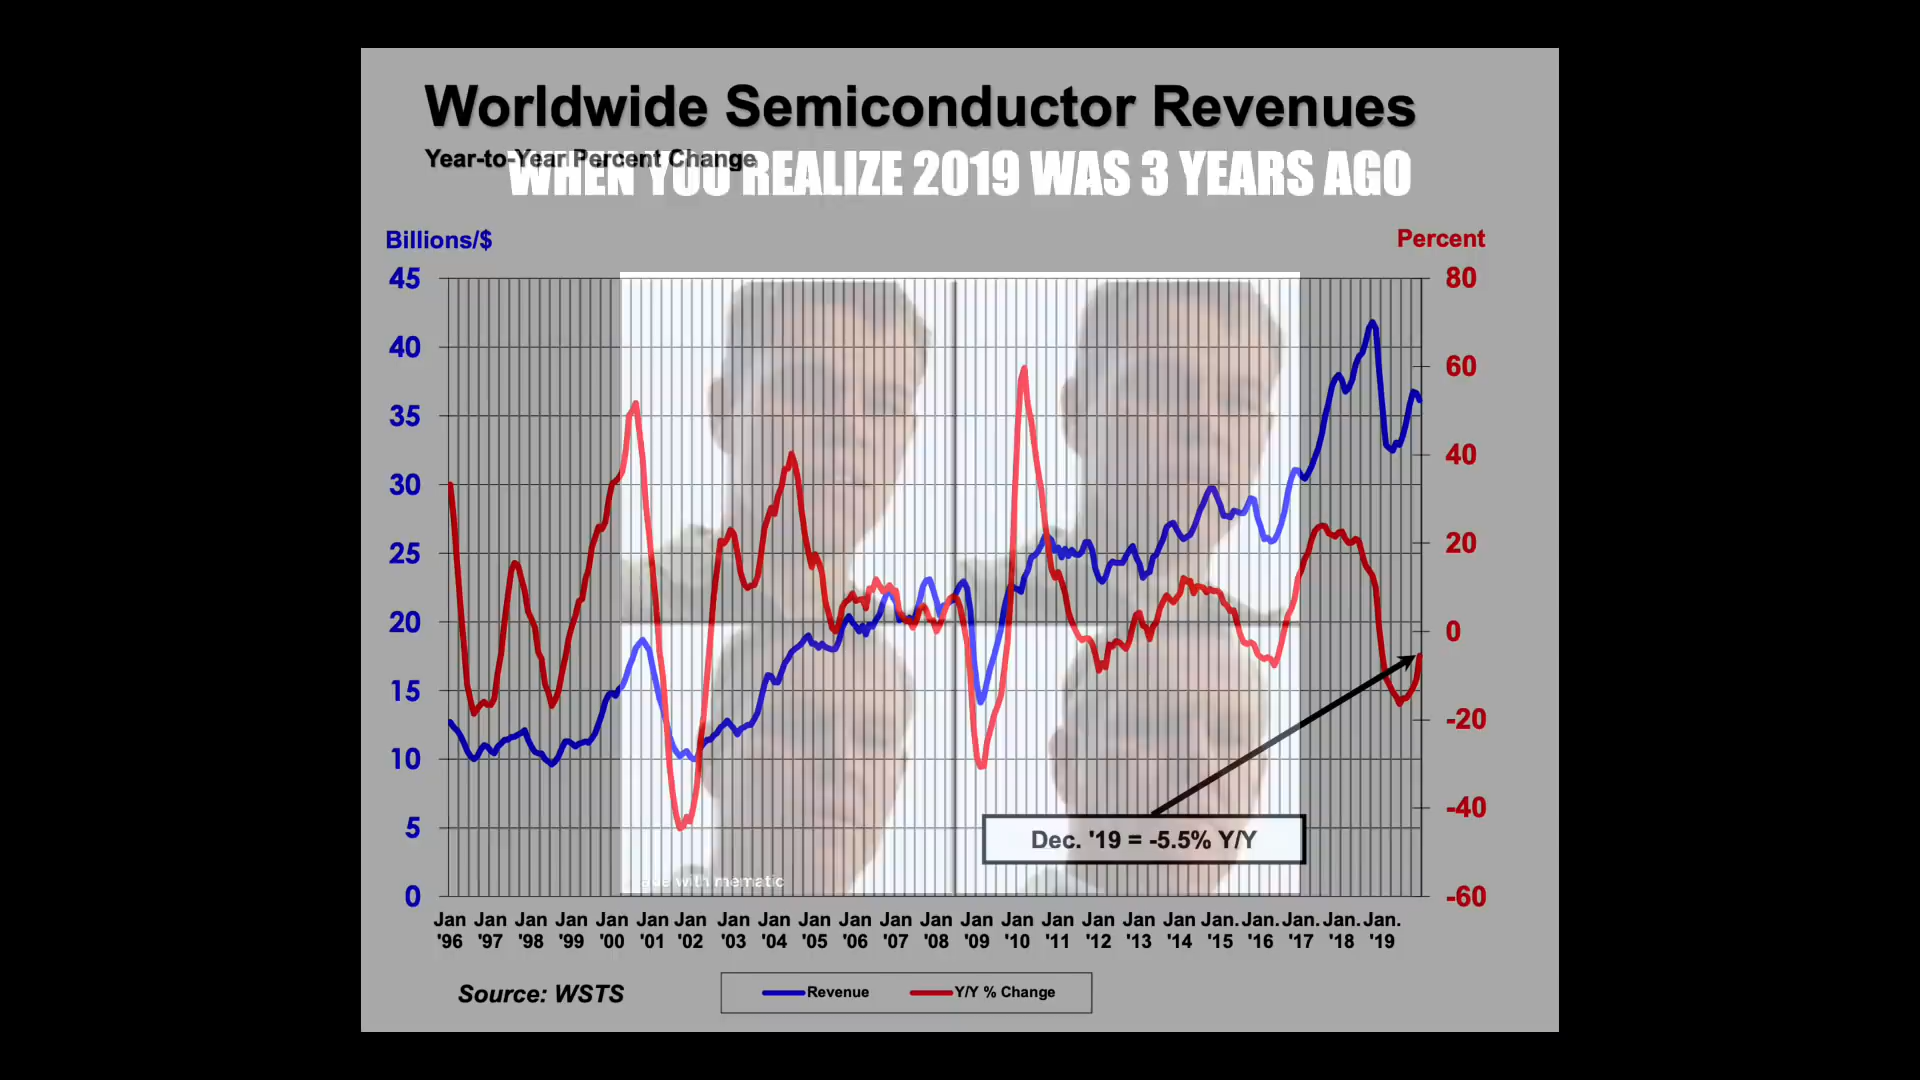 Worldwide Semiconductor Revenues
Year-to-Year Percent Change
WHEN YOU REALIZE 2019 WAS 3 YEARS AGO
Billions/$ Percent
45 80
40
60
35
40
30
25 20
20 0
15
-20
10
-40
5
Dec. '19 = -5.5% Y/Y
with mematic
0 -60
Jan Jan Jan Jan Jan Jan Jan Jan Jan Jan Jan Jan Jan Jan Jan Jan Jan Jan Jan Jan. Jan. Jan. Jan. Jan.
'96 '97 '98 '99 '00 '01 '02 '03 '04 '05 '06 '07 '08 '09 '10 '11 '12 '13 '14 '15 '16 '17 '18 '19
Source: WSTS
Revenue Y/Y % Change